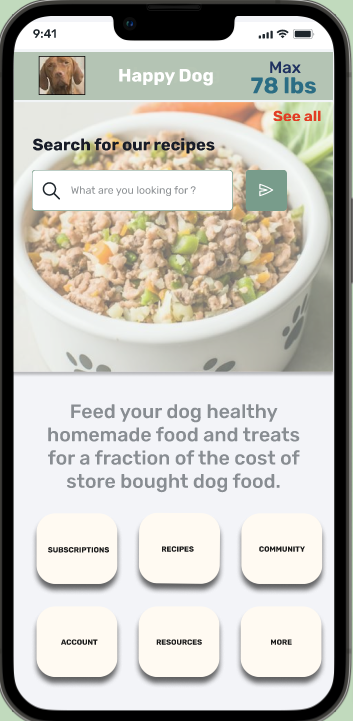 9:41
Happy Dog
Max
78 lbs
See all
Search for our recipes
What are you looking for ?
Feed your dog healthy
homemade food and treats
for a fraction of the cost of
store bought dog food.
SUBSCRIPTIONS
RECIPES
COMMUNITY
ACCOUNT
RESOURCES
MORE